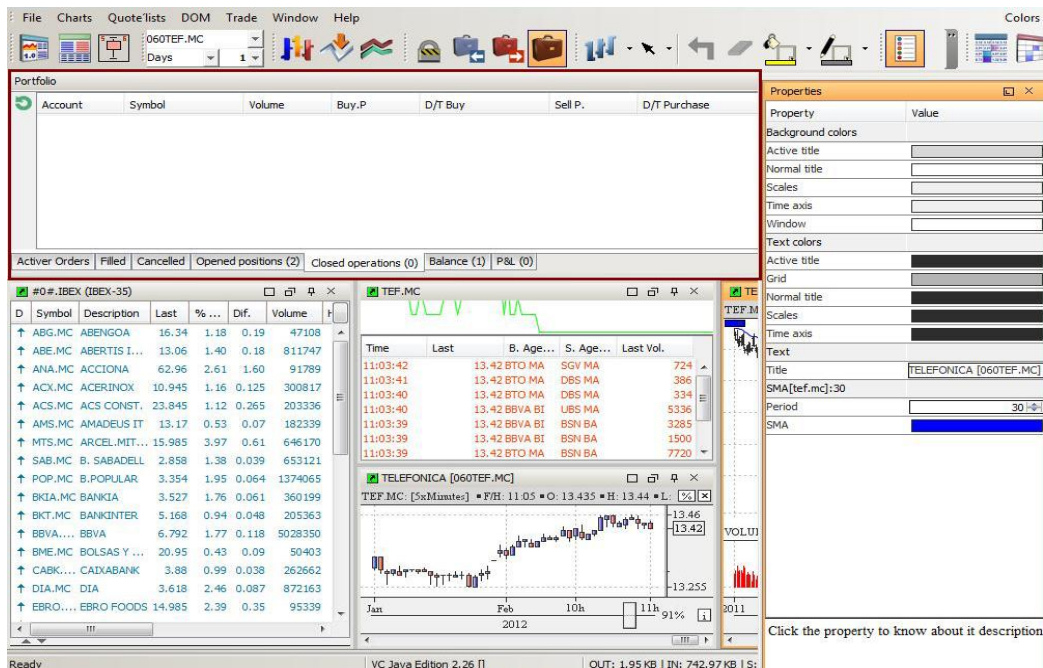 File Charts Quote'lists DOM Trade Window Help Colors
060TEF.MC
Days 1
Portfolio
Account Symbol Volume Buy.P D/T Buy Sell P. D/T Purchase
Activer Orders Filled Cancelled Opened positions (2) Closed operations (0) Balance (1) P&L (0)
Properties
Property Value
Background colors
Active title
Normal title
Scales
Time axis
Window
Text colors
Active title
Grid
Normal title
Scales
Time axis
Text
Title TELEFONICA [060TEF.MC]
SMA[tef.mc]:30
Period 30
SMA
Click the property to know about it description
#0#.IBEX (IBEX-35)
D Symbol Description Last % ... Dif. Volume
ABG.MC ABENGOA 16.34 1.18 0.19 47108
ABE.MC ABERTIS I... 13.06 1.40 0.18 811747
ANA.MC ACCIONA 62.96 2.61 1.60 91789
ACX.MC ACERINOX 10.945 1.16 0.125 300817
ACS.MC ACS CONST. 23.845 1.12 0.265 203336
AMS.MC AMADEUS IT 13.17 0.53 0.07 182339
MTS.MC ARCEL.MIT... 15.985 3.97 0.61 646170
SAB.MC B. SABADELL 2.858 1.38 0.039 653121
POP.MC B.POPULAR 3.354 1.95 0.064 1374065
BKIA.MC BANKIA 3.527 1.76 0.061 360199
BKT.MC BANKINTER 5.168 0.94 0.048 205363
BBVA.... BBVA 6.792 1.77 0.118 5028350
BME.MC BOLSAS Y ... 20.95 0.43 0.09 50403
CABK.... CAIXABANK 3.88 0.99 0.038 262662
DIA.MC DIA 3.618 2.46 0.087 872163
EBRO.... EBRO FOODS 14.985 2.39 0.35 95339
TEF.MC
Time Last B. Age... S. Age... Last Vol.
11:03:42 13.42 BTO MA SGV MA 724
11:03:41 13.42 BTO MA DBS MA 386
11:03:40 13.42 BTO MA DBS MA 334
11:03:40 13.42 BBVA BI UBS MA 5336
11:03:39 13.42 BBVA BI BSN BA 3285
11:03:39 13.42 BBVA BI BSN BA 1500
11:03:39 13.42 BTO MA BSN BA 7720
TELEFONICA [060TEF.MC]
TEF.MC: [5xMinutes] F/H: 11:05 O: 13.435 H: 13.44 L: %
13.46
13.42
13.255
Jan Feb 10h 11h
2012
91%
TE
TEF.M
VOLU
2011
Ready VC Java Edition 2.26 [] OUT: 1.95 KB | IN: 742.97 KB | S: